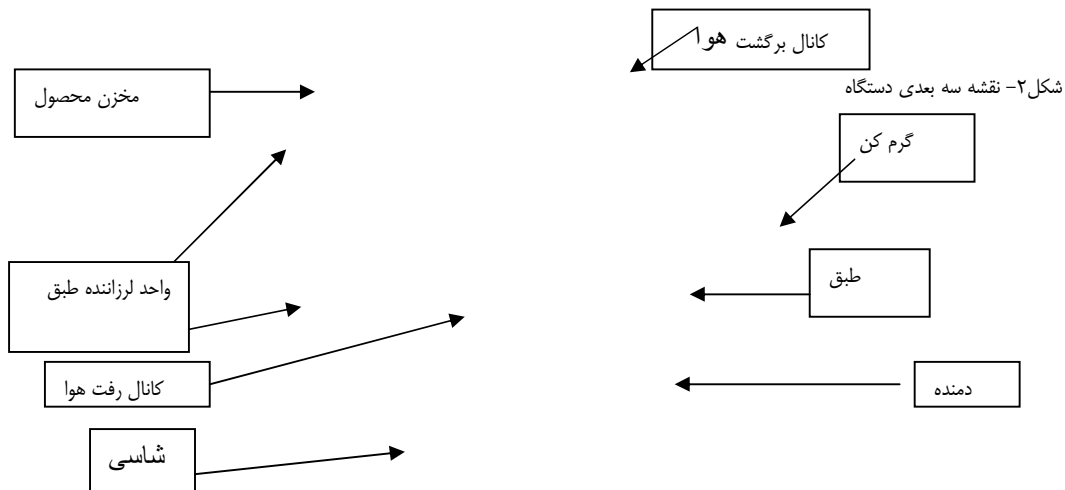 کانال برگشت هوا
مخزن محصول
شکل۲- نقشه سه بعدی دستگاه
گرم کن
طبق
واحد لرزاننده طبق
کانال رفت هوا
دمنده
شاسی